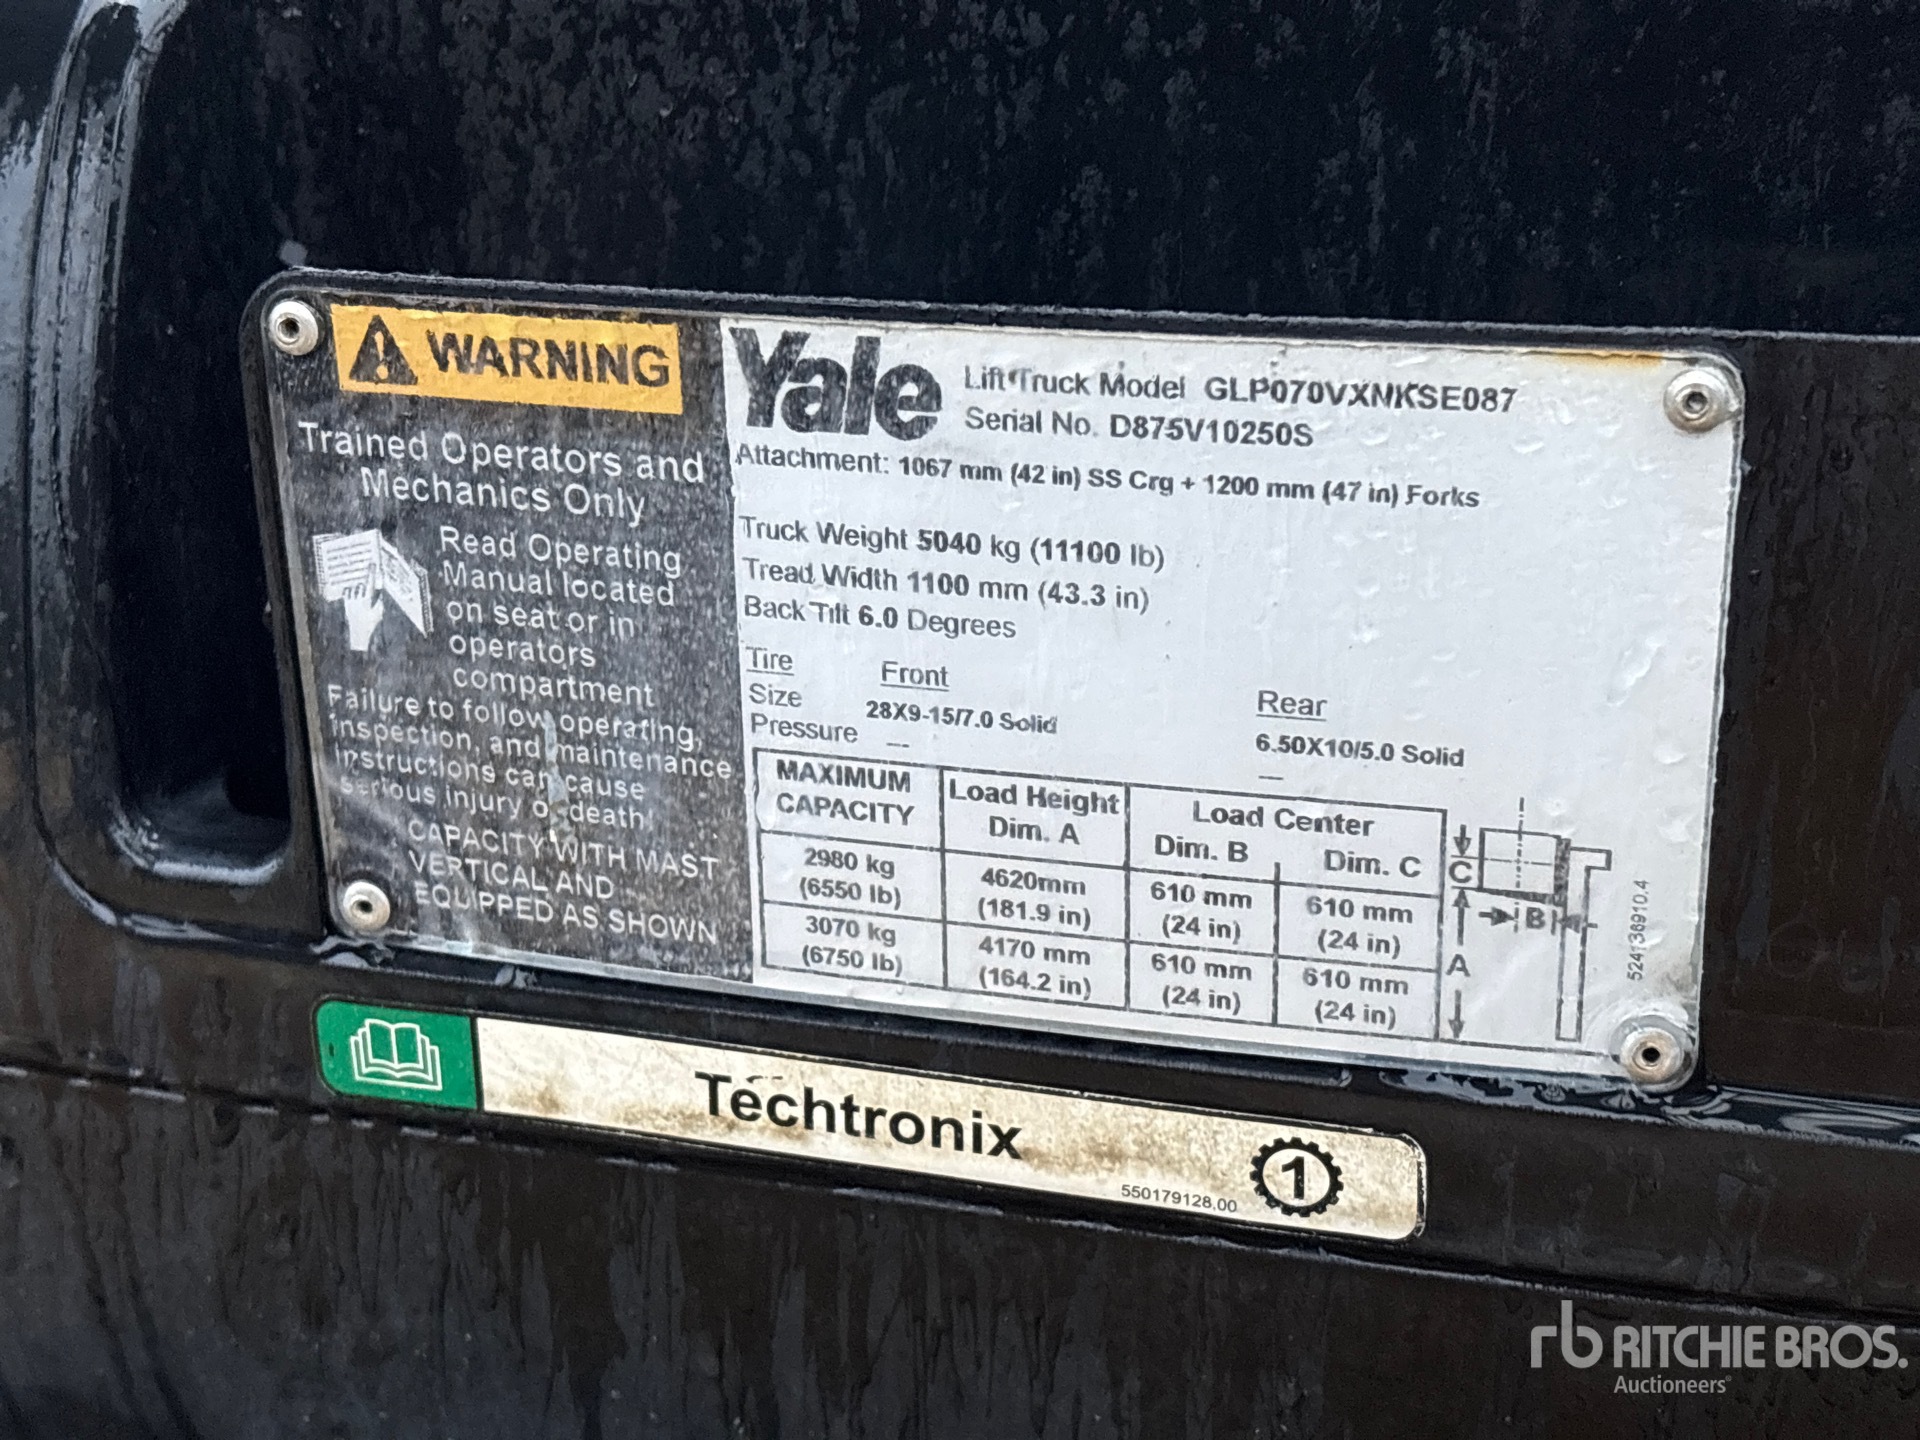 WARNING
Trained Operators and
Mechanics Only
Read Operating
Manual located
on seat or in
operators
compartment
Failure to follow operating,
inspection, and maintenance
instructions can cause
serious injury or death!
CAPACITY WITH MAST
VERTICAL AND
EQUIPPED AS SHOWN
Yale
Lift Truck Model GLP070VXNKSE087
Serial No. D875V10250S
Attachment: 1067 mm (42 in) SS Crg + 1200 mm (47 in) Forks
Truck Weight 5040 kg (11100 lb)
Tread Width 1100 mm (43.3 in)
Back Tilt 6.0 Degrees
Tire Front Rear
Size 28X9-15/7.0 Solid 6.50X10/5.0 Solid
Pressure — —
MAXIMUM CAPACITY Load Height Dim. A Load Center Dim. B Dim. C
2980 kg 4620mm 610 mm 610 mm
(6550 lb) (181.9 in) (24 in) (24 in)
3070 kg 4170 mm 610 mm 610 mm
(6750 lb) (164.2 in) (24 in) (24 in)
C
B
A
524138910.4
Techtronix
550179128.00
1
rb RITCHIE BROS.
Auctioneers